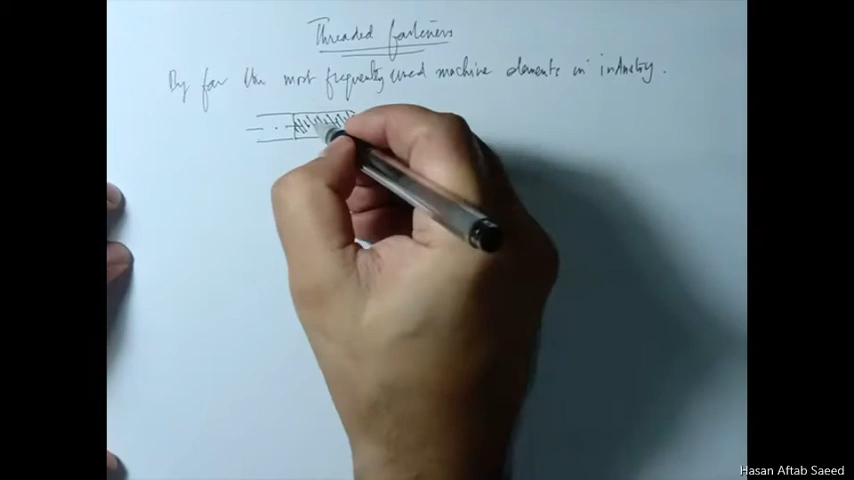 Threaded fasteners
By far the most frequently used machine elements in industry.
Hasan Aftab Saeed